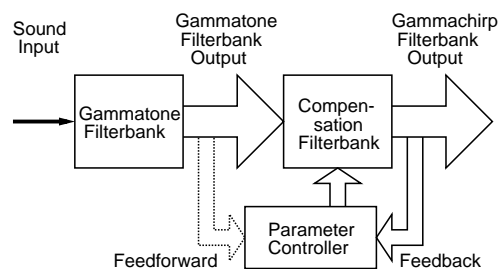 Sound
Input
Gammatone
Filterbank
Output
Gammachirp
Filterbank
Output
Gammatone
Filterbank
Compen-
sation
Filterbank
Parameter
Controller
Feedforward
Feedback